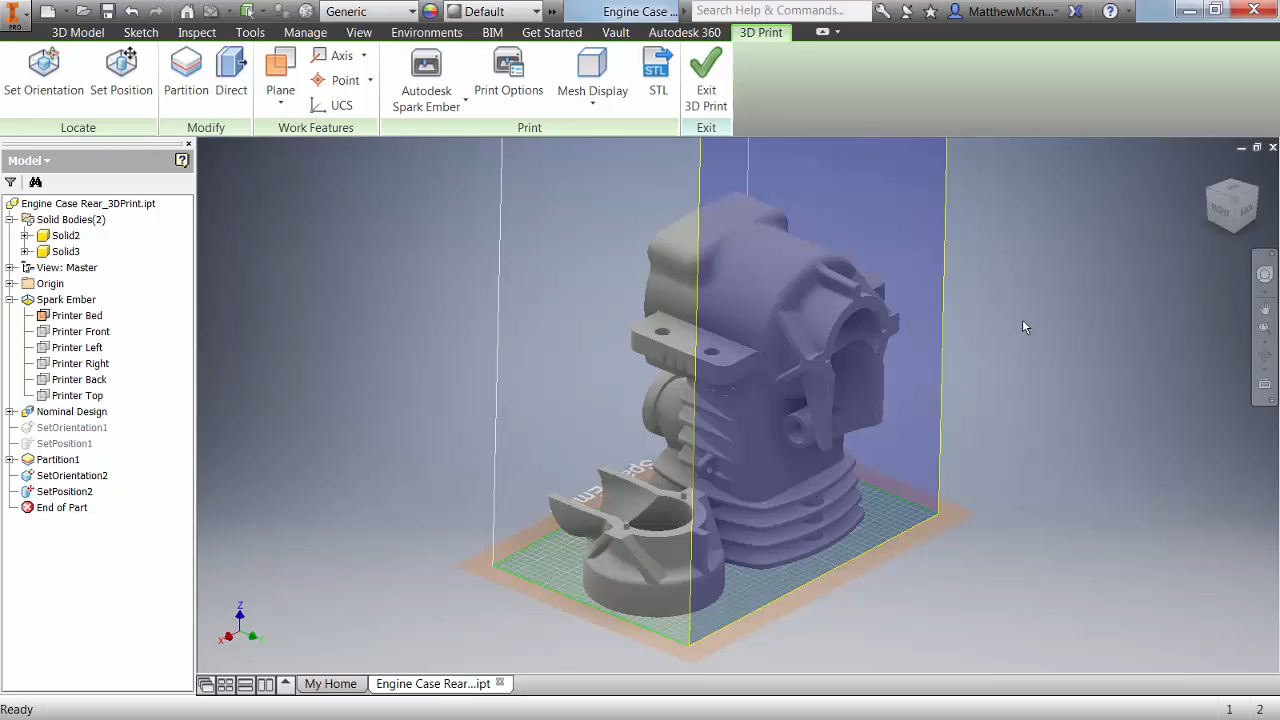 PRO
Generic
Default
Engine Case ...
Search Help & Commands...
MatthewMcKn...
3D Model
Sketch
Inspect
Tools
Manage
View
Environments
BIM
Get Started
Vault
Autodesk 360
3D Print
Set Orientation
Set Position
Partition
Direct
Plane
Axis
Point
UCS
Autodesk
Spark Ember
Print Options
Mesh Display
STL
STL
Exit
3D Print
Locate
Modify
Work Features
Print
Exit
Model
Engine Case Rear_3DPrint.ipt
Solid Bodies(2)
Solid2
Solid3
View: Master
Origin
Spark Ember
Printer Bed
Printer Front
Printer Left
Printer Right
Printer Back
Printer Top
Nominal Design
SetOrientation1
SetPosition1
Partition1
SetOrientation2
SetPosition2
End of Part
RIGHT
BACK
Z
X
Y
My Home
Engine Case Rear...ipt
Ready
1
2